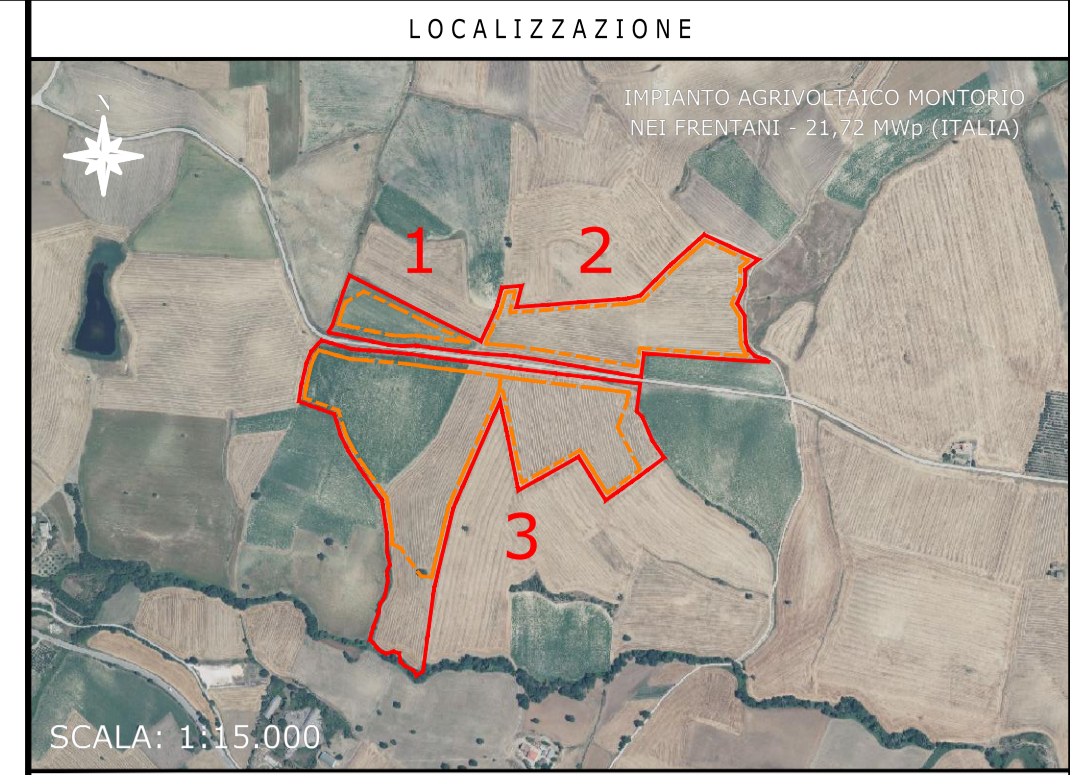 LOCALIZZAZIONE
IMPIANTO AGRIVOLTAICO MONTORIO
NEI FRENTANI - 21,72 MWp (ITALIA)
N
1
2
3
SCALA: 1:15.000